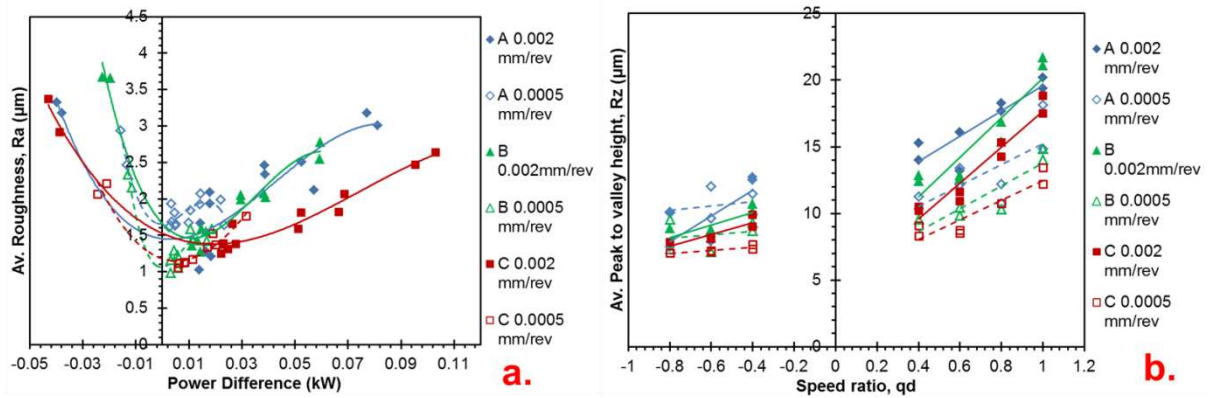 4.5
4
3.5
3
2.5
2
1.5
1
0.5
0
-0.05
-0.03
-0.01
0.01
0.03
0.05
0.07
0.09
0.11
Av. Roughness, Ra (µm)
Power Difference (kW)
A 0.002
mm/rev
A 0.0005
mm/rev
B
0.002mm/rev
B 0.0005
mm/rev
C 0.002
mm/rev
C 0.0005
mm/rev
a.
25
20
15
10
5
0
-1
-0.8
-0.6
-0.4
-0.2
0
0.2
0.4
0.6
0.8
1
1.2
Av. Peak to valley height, Rz (µm)
Speed ratio, qd
A 0.002
mm/rev
A 0.0005
mm/rev
B
0.002mm/rev
B 0.0005
mm/rev
C 0.002
mm/rev
C 0.0005
mm/rev
b.